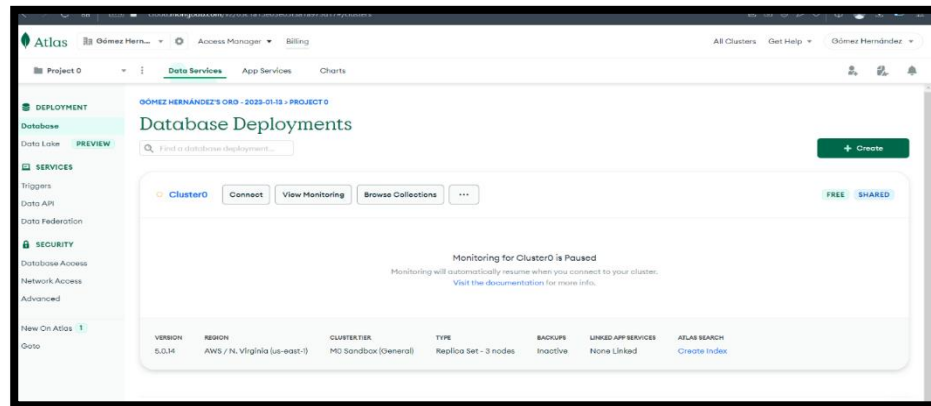 Atlas Gómez Hern... Access Manager Billing All Clusters Get Help Gómez Hernández
Project 0 Data Services App Services Charts
DEPLOYMENT
Database
Data Lake PREVIEW
SERVICES
Triggers
Data API
Data Federation
SECURITY
Database Access
Network Access
Advanced
New On Atlas 1
Goto
GÓMEZ HERNÁNDEZ'S ORG - 2023-01-13 > PROJECT 0
Database Deployments
Find a database deployment...
+ Create
Cluster0 Connect View Monitoring Browse Collections ... FREE SHARED
Monitoring for Cluster0 is Paused
Monitoring will automatically resume when you connect to your cluster.
Visit the documentation for more info.
VERSION REGION CLUSTER TIER TYPE BACKUPS LINKED APP SERVICES ATLAS SEARCH
5.0.14 AWS / N. Virginia (us-east-1) M0 Sandbox (General) Replica Set - 3 nodes Inactive None Linked Create Index